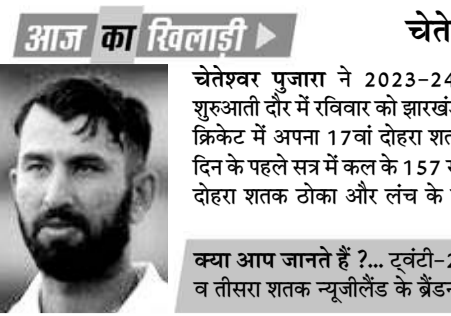 आज का खिलाड़ी
चेते
चेतेश्वर पुजारा ने 2023-24
शुरुआती दौर में रविवार को झारखं
क्रिकेट में अपना 17वां दोहरा शत
दिन के पहले सत्र में कल के 157 र
दोहरा शतक ठोका और लंच के
क्या आप जानते हैं ?... ट्वंटी-2
व तीसरा शतक न्यूजीलैंड के ब्रैंडन